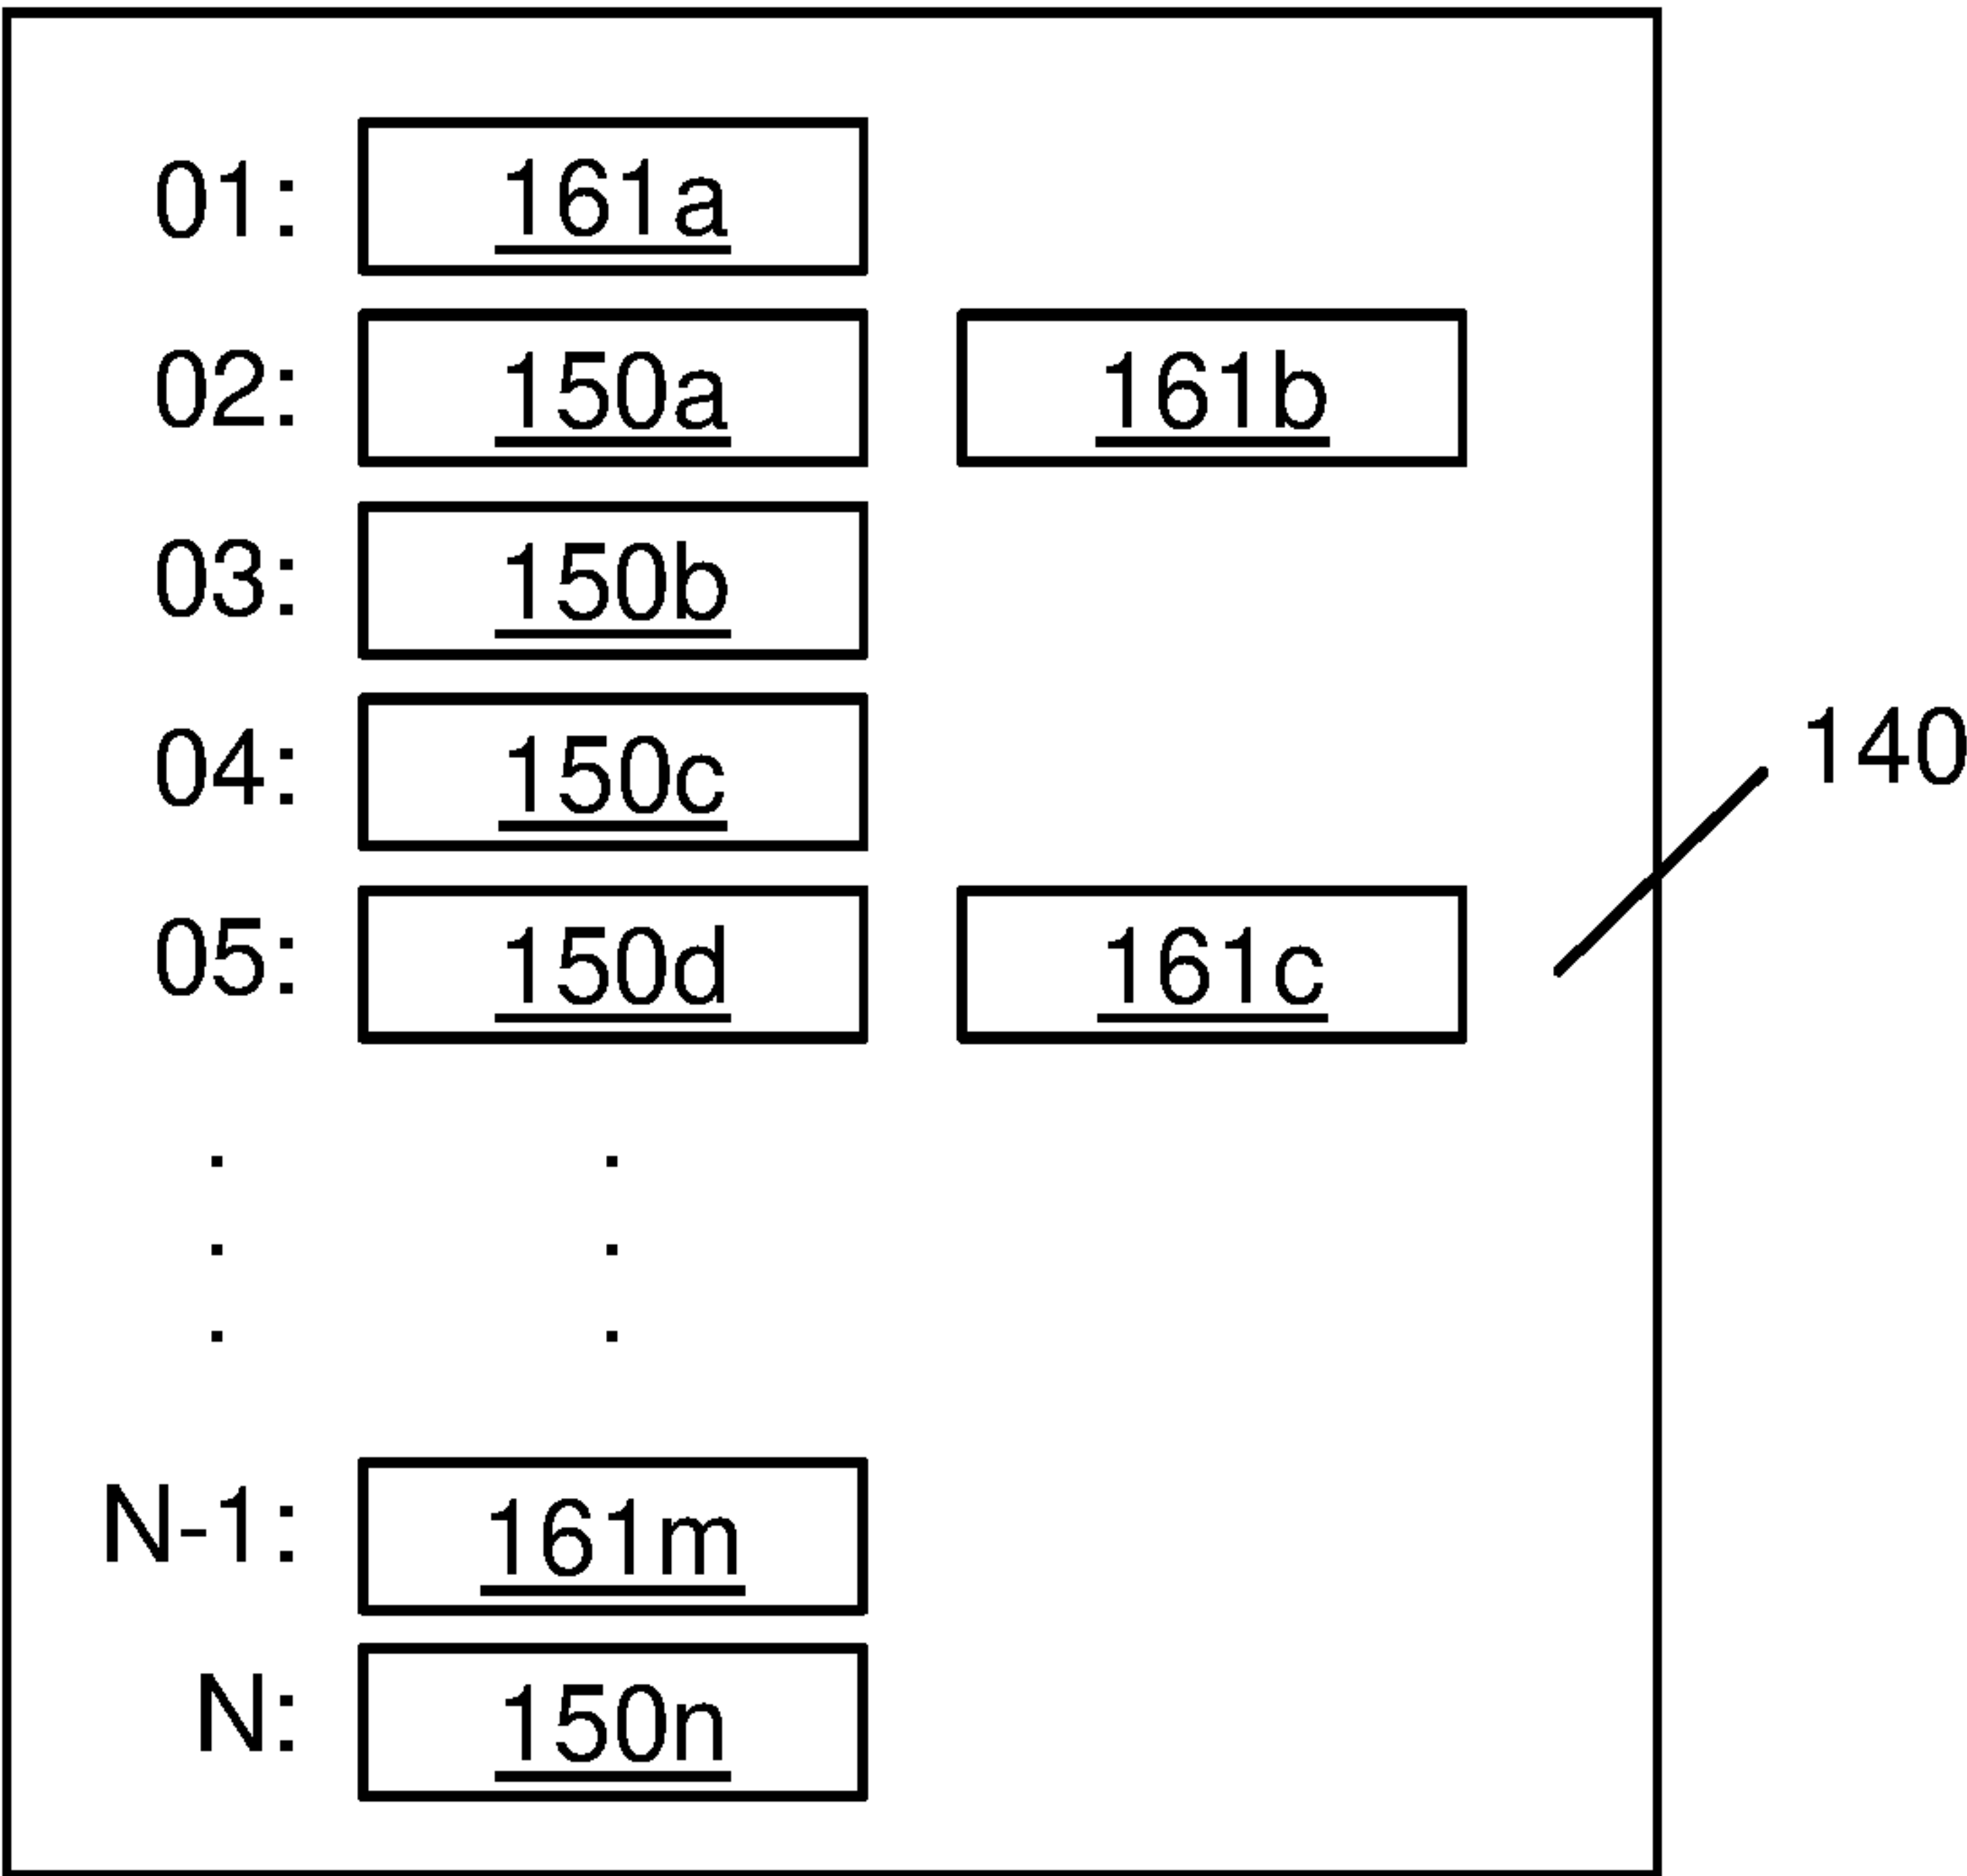 01: 161a
02: 150a 161b
03: 150b
04: 150c
140
05: 150d 161c
. .
. .
. .
N-1: 161m
N: 150n